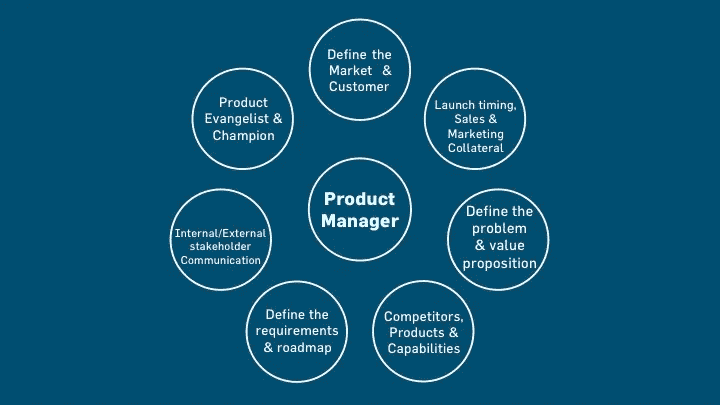 Define the
Market &
Customer
Product
Evangelist &
Champion
Launch timing,
Sales &
Marketing
Collateral
Product
Manager
Internal/External
stakeholder
Communication
Define the
problem
& value
proposition
Define the
requirements
& roadmap
Competitors,
Products &
Capabilities